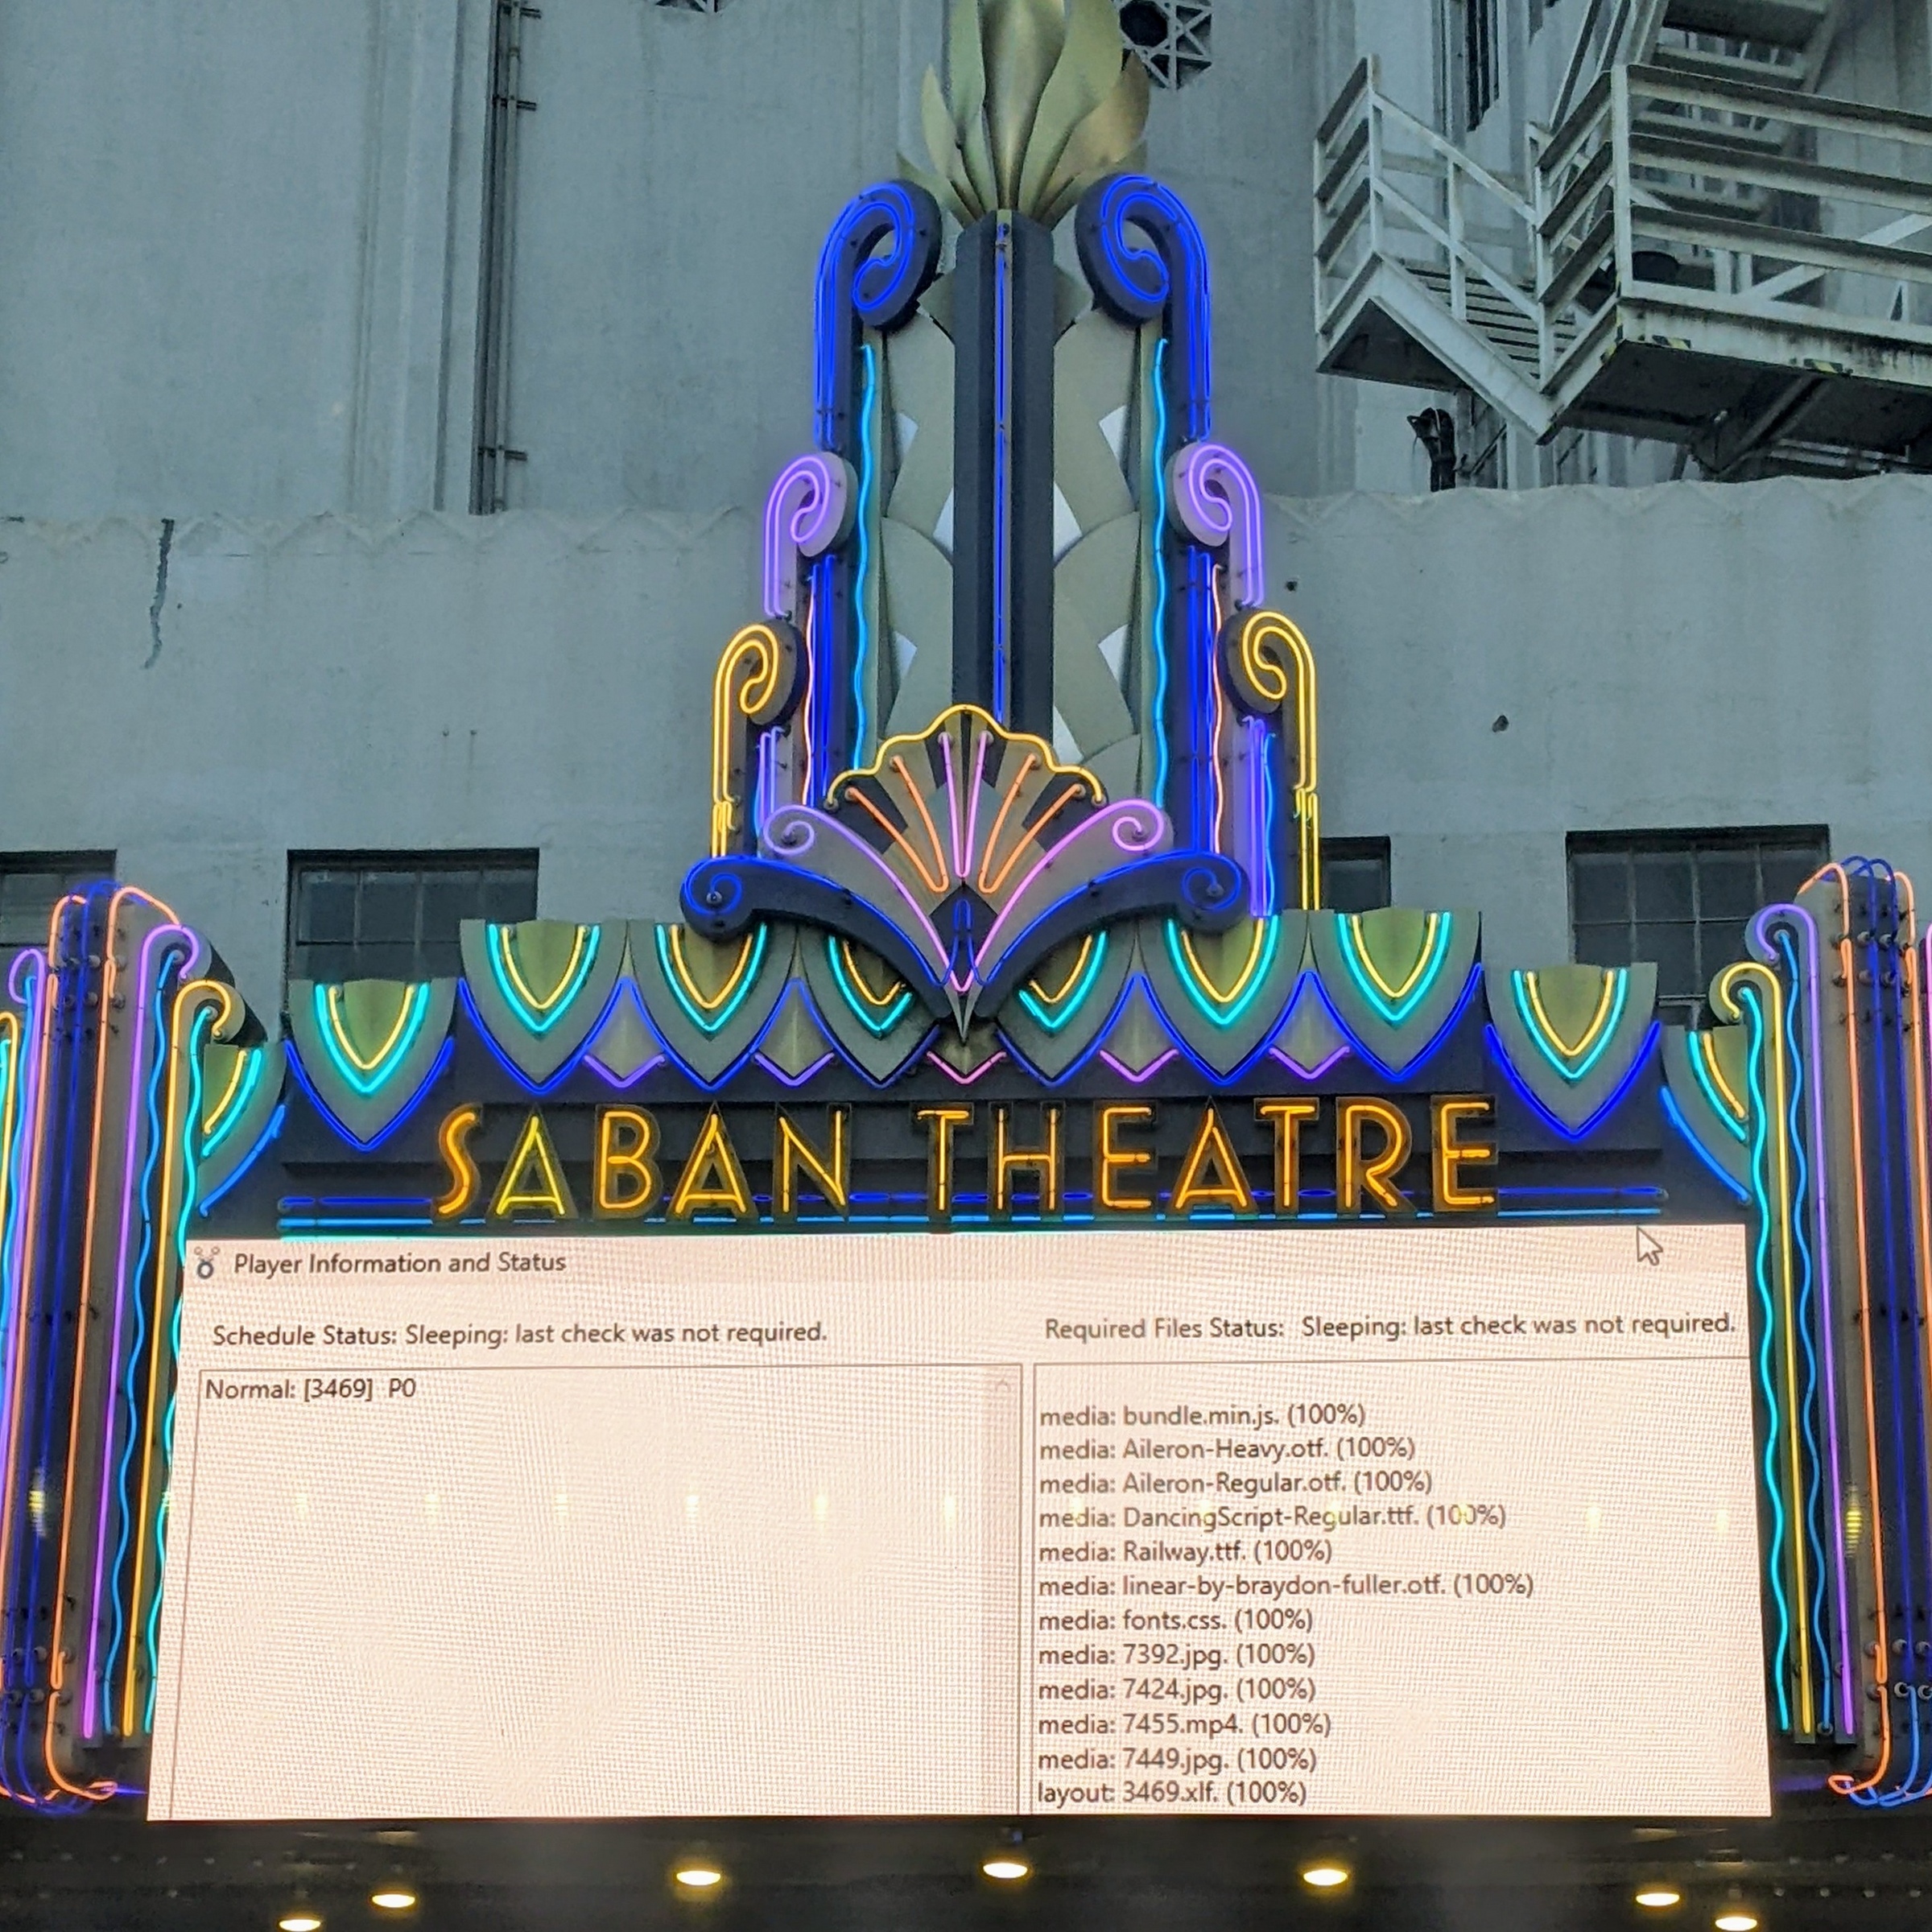 SABAN THEATRE
Player Information and Status
Schedule Status: Sleeping: last check was not required.
Normal: [3469] P0
Required Files Status: Sleeping: last check was not required.
media: bundle.min.js. (100%)
media: Aileron-Heavy.otf. (100%)
media: Aileron-Regular.otf. (100%)
media: DancingScript-Regular.ttf. (100%)
media: Railway.ttf. (100%)
media: linear-by-braydon-fuller.otf. (100%)
media: fonts.css. (100%)
media: 7392.jpg. (100%)
media: 7424.jpg. (100%)
media: 7455.mp4. (100%)
media: 7449.jpg. (100%)
layout: 3469.xlf. (100%)